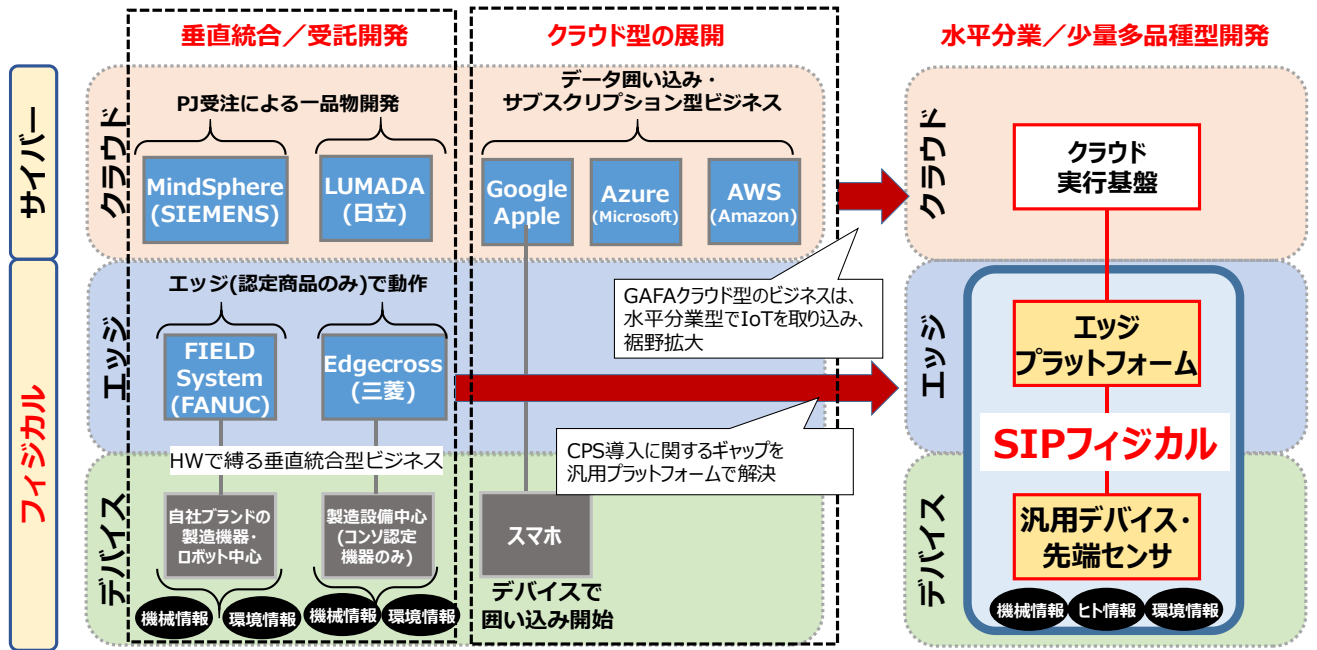 垂直統合／受託開発
クラウド型の展開
水平分業／少量多品種型開発
サイバー
フィジカル
クラウド
エッジ
デバイス
PJ受注による一品物開発
MindSphere
(SIEMENS)
LUMADA
(日立)
データ囲い込み・
サブスクリプション型ビジネス
Google
Apple
Azure
(Microsoft)
AWS
(Amazon)
エッジ(認定商品のみ)で動作
FIELD
System
(FANUC)
Edgecross
(三菱)
HWで縛る垂直統合型ビジネス
自社ブランドの
製造機器・
ロボット中心
製造設備中心
(コンソ認定
機器のみ)
機械情報
環境情報
機械情報
環境情報
スマホ
デバイスで
囲い込み開始
GAFAクラウド型のビジネスは、
水平分業型でIoTを取り込み、
裾野拡大
CPS導入に関するギャップを
汎用プラットフォームで解決
クラウド
エッジ
デバイス
クラウド
実行基盤
エッジ
プラットフォーム
SIPフィジカル
汎用デバイス・
先端センサ
機械情報
ヒト情報
環境情報